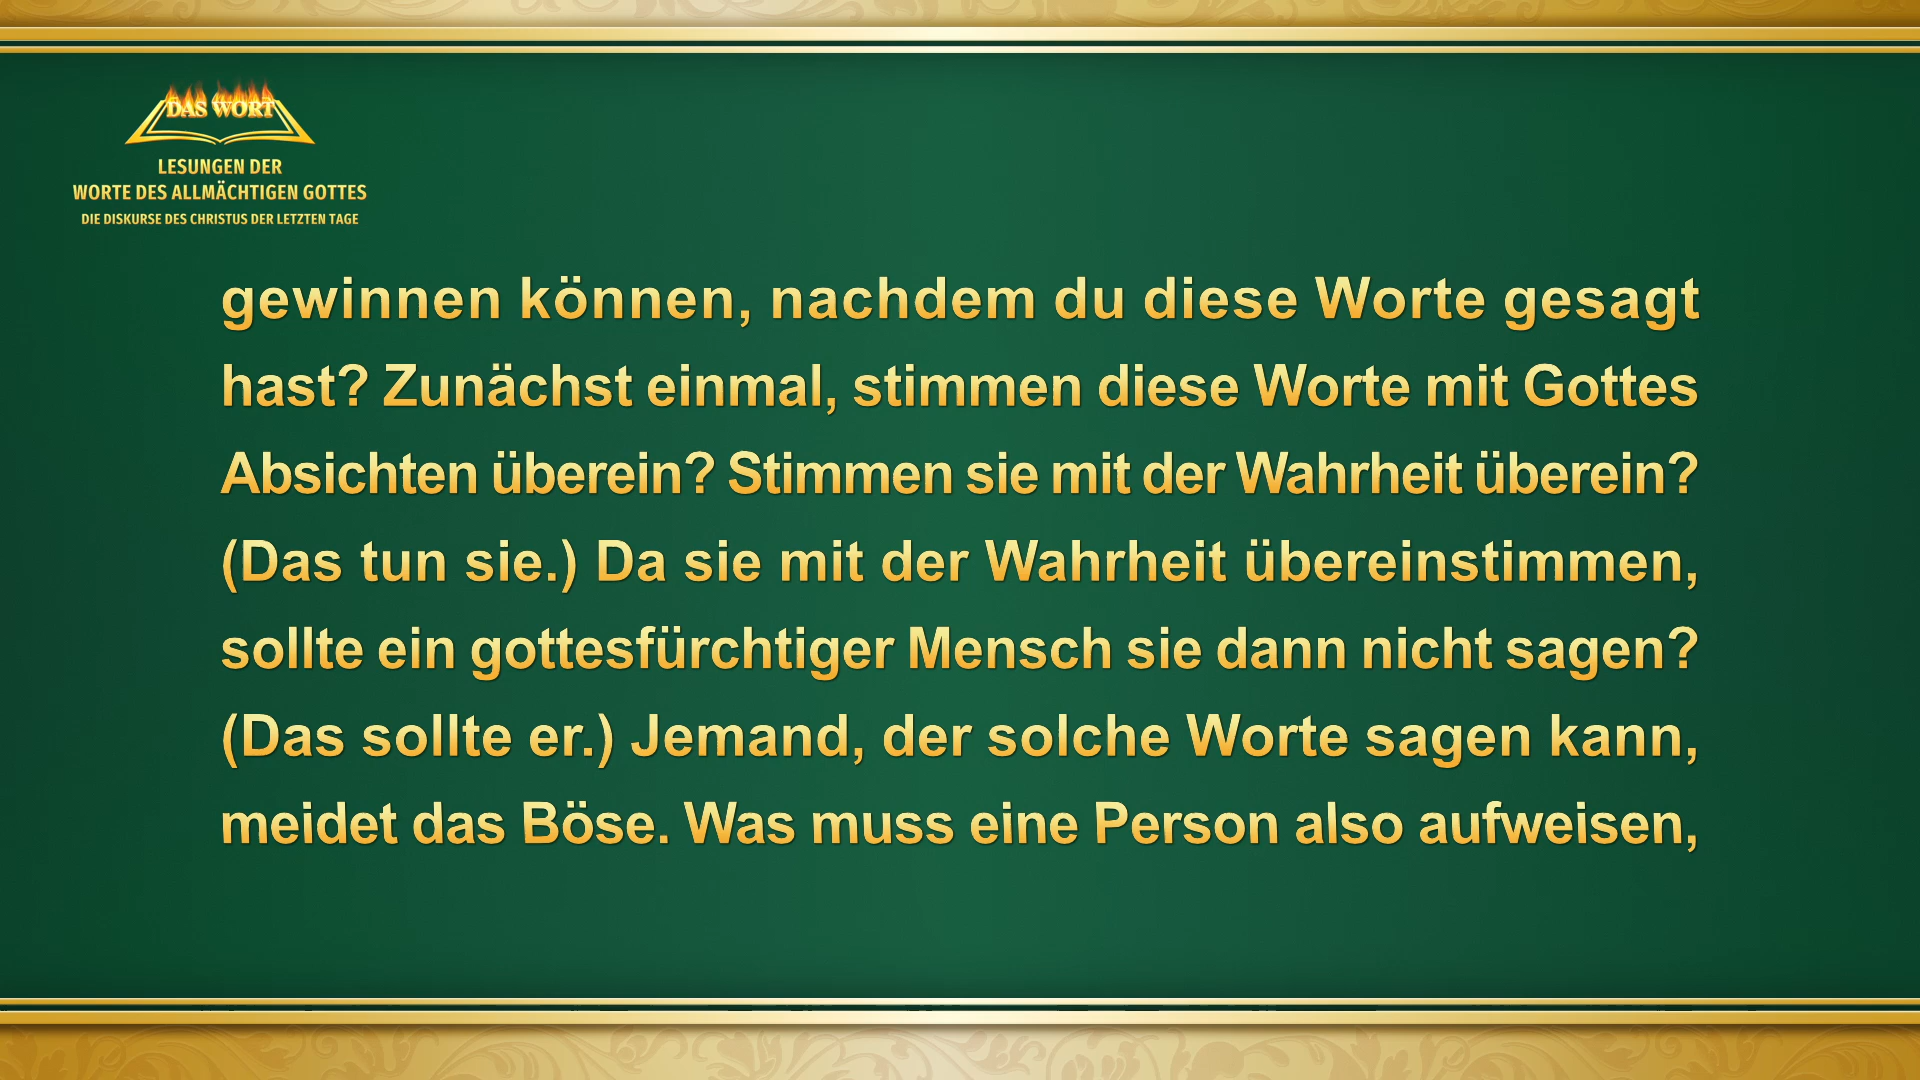 DAS WORT
LESUNGEN DER
WORTE DES ALLMÄCHTIGEN GOTTES
DIE DISKURSE DES CHRISTUS DER LETZTEN TAGE
gewinnen können, nachdem du diese Worte gesagt
hast? Zunächst einmal, stimmen diese Worte mit Gottes
Absichten überein? Stimmen sie mit der Wahrheit überein?
(Das tun sie.) Da sie mit der Wahrheit übereinstimmen,
sollte ein gottesfürchtiger Mensch sie dann nicht sagen?
(Das sollte er.) Jemand, der solche Worte sagen kann,
meidet das Böse. Was muss eine Person also aufweisen,